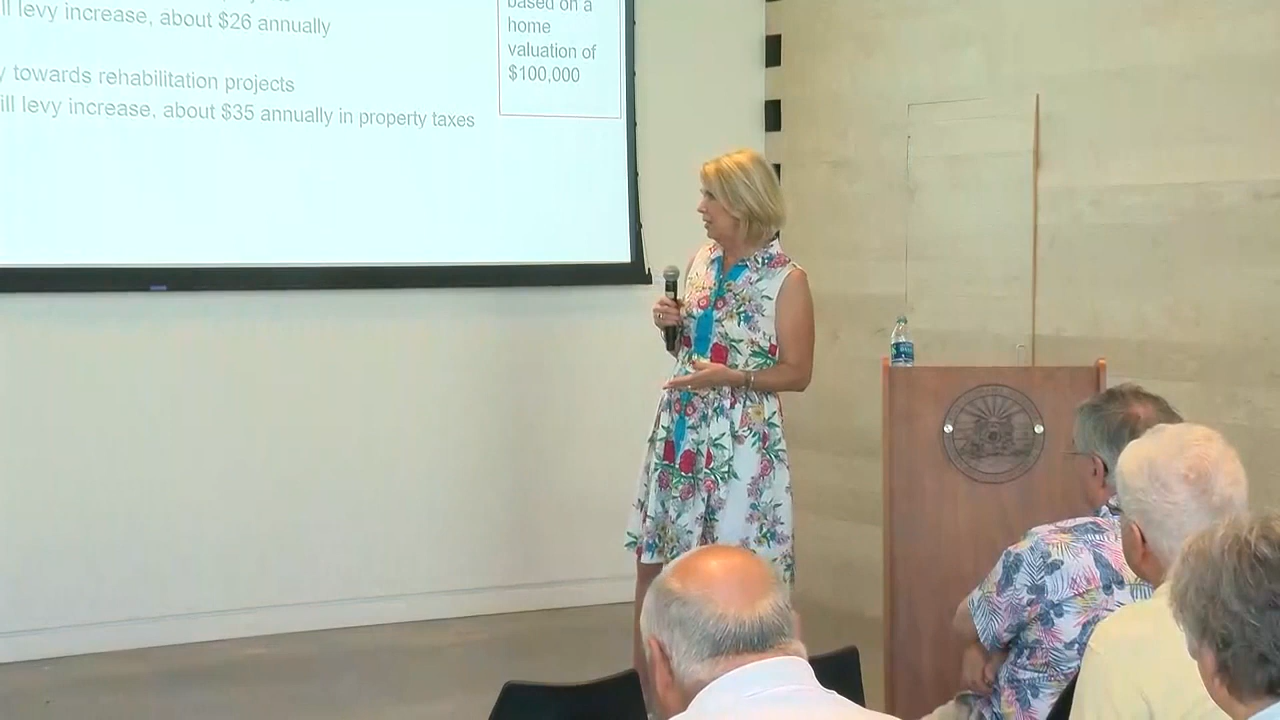 ll levy increase, about $26 annually
y towards rehabilitation projects
ill levy increase, about $35 annually in property taxes
based on a
home
valuation of
$100,000